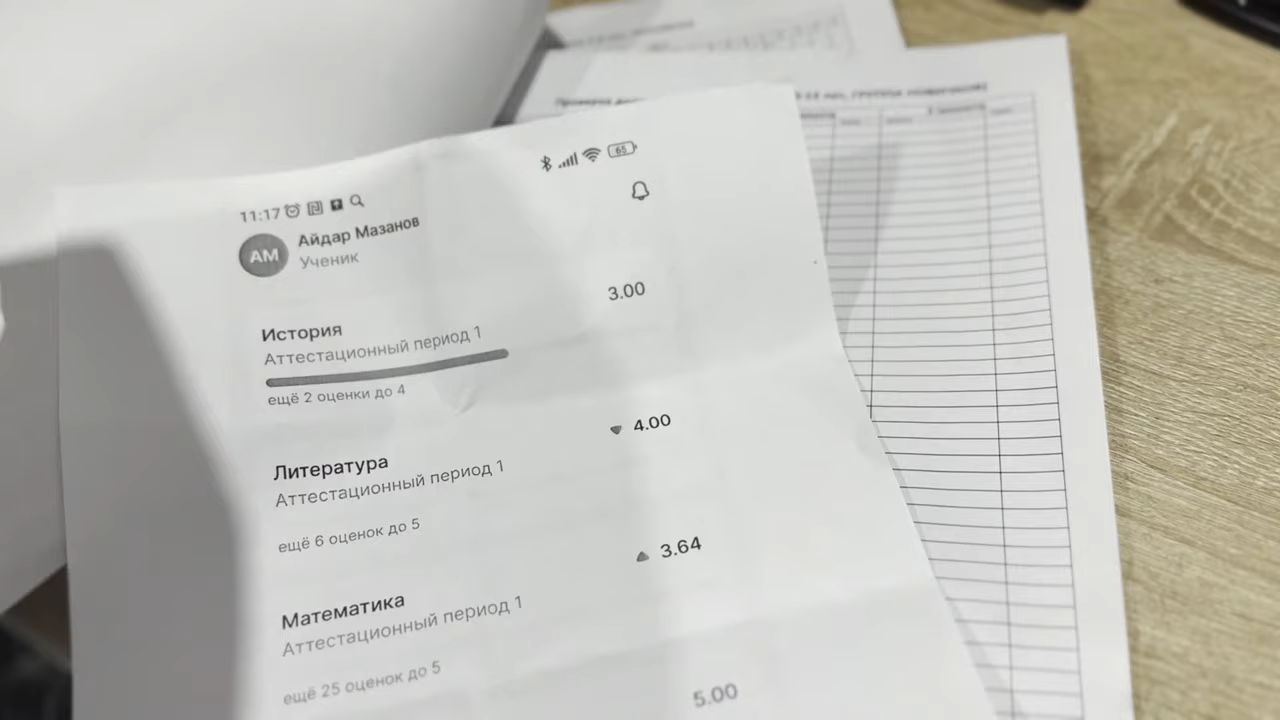 11:17
65
АМ
Айдар Мазанов
Ученик
3.00
История
Аттестационный период 1
ещё 2 оценки до 4
4.00
Литература
Аттестационный период 1
ещё 6 оценок до 5
3.64
Математика
Аттестационный период 1
ещё 25 оценок до 5
5.00